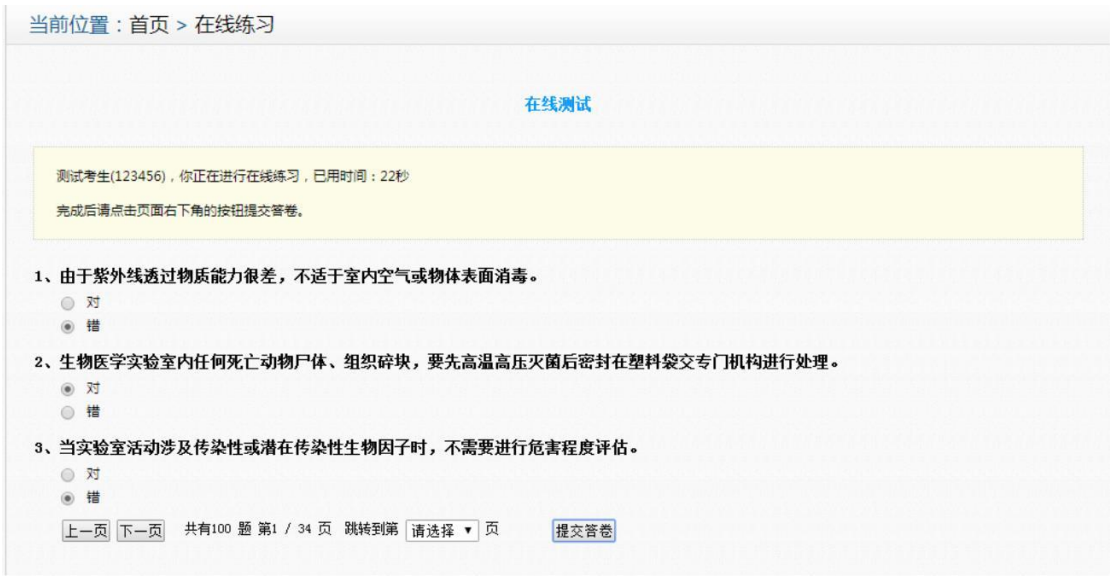 当前位置：首页 > 在线练习
在线测试
测试考生(123456)，你正在进行在线练习，已用时间：22秒
完成后请点击页面右下角的按钮提交答卷。
1、由于紫外线透过物质能力很差，不适于室内空气或物体表面消毒。
对
错
2、生物医学实验室内任何死亡动物尸体、组织碎块，要先高温高压灭菌后密封在塑料袋交专门机构进行处理。
对
错
3、当实验室活动涉及传染性或潜在传染性生物因子时，不需要进行危害程度评估。
对
错
上一页 下一页 共有100 题 第1 / 34 页 跳转到第 请选择 ▼ 页 提交答卷